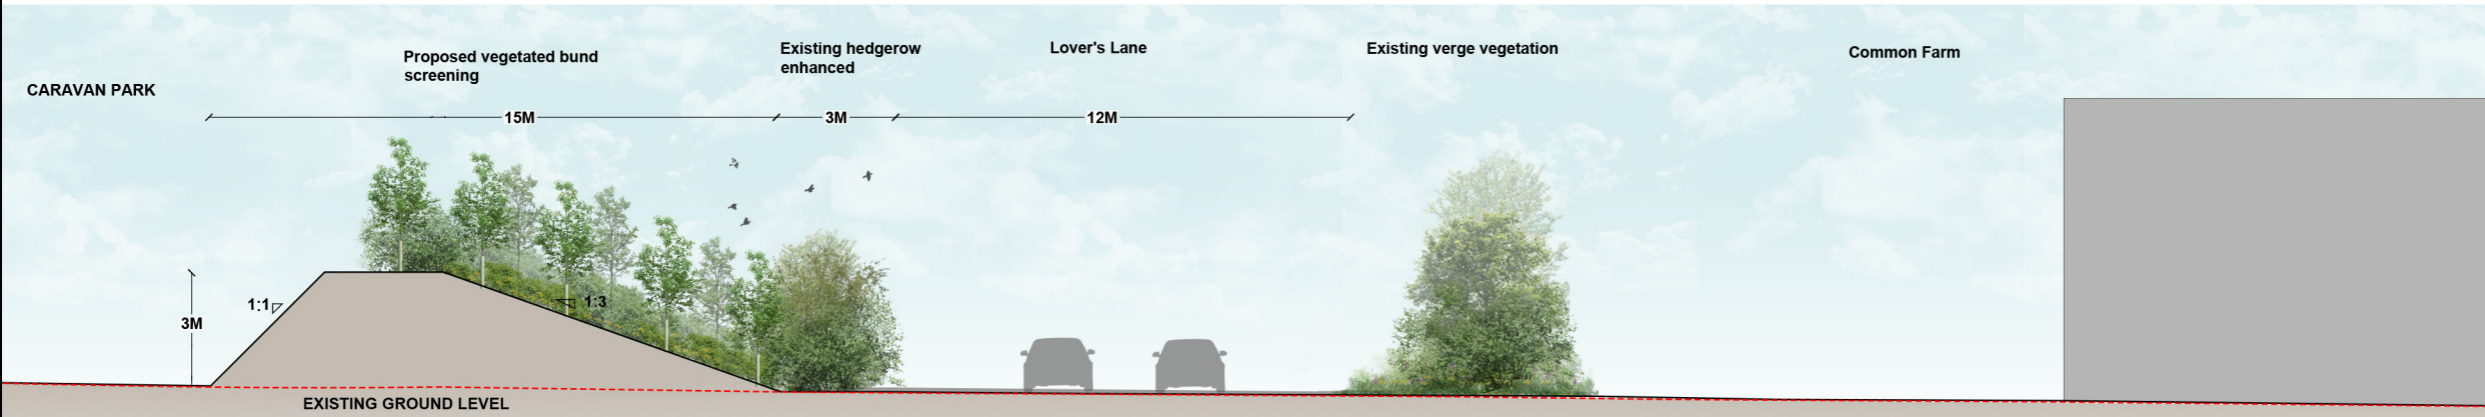 CARAVAN PARK
Proposed vegetated bund
screening
Existing hedgerow
enhanced
Lover's Lane
Existing verge vegetation
Common Farm
15M
3M
12M
1:1
1:3
3M
EXISTING GROUND LEVEL